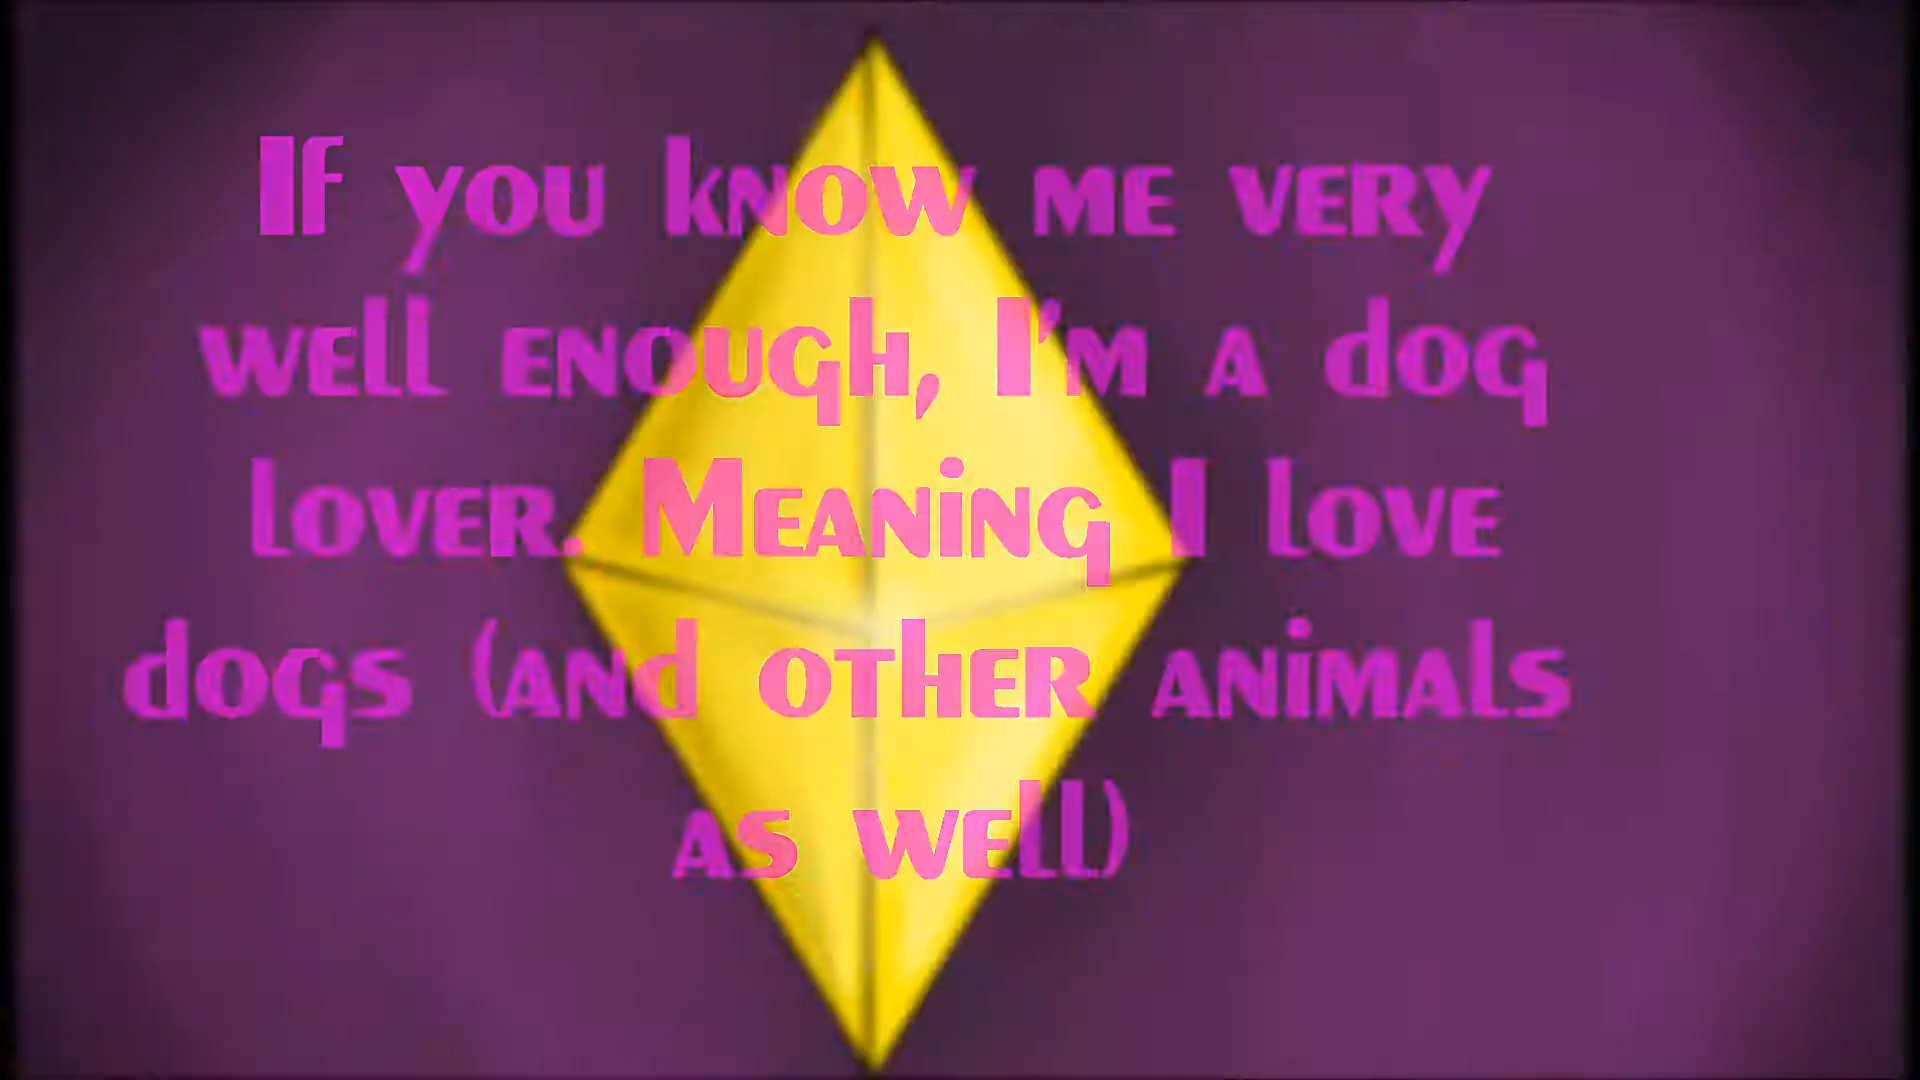 If you know me very
well enough, I'm a dog
lover. Meaning I love
dogs (and other animals
as well)